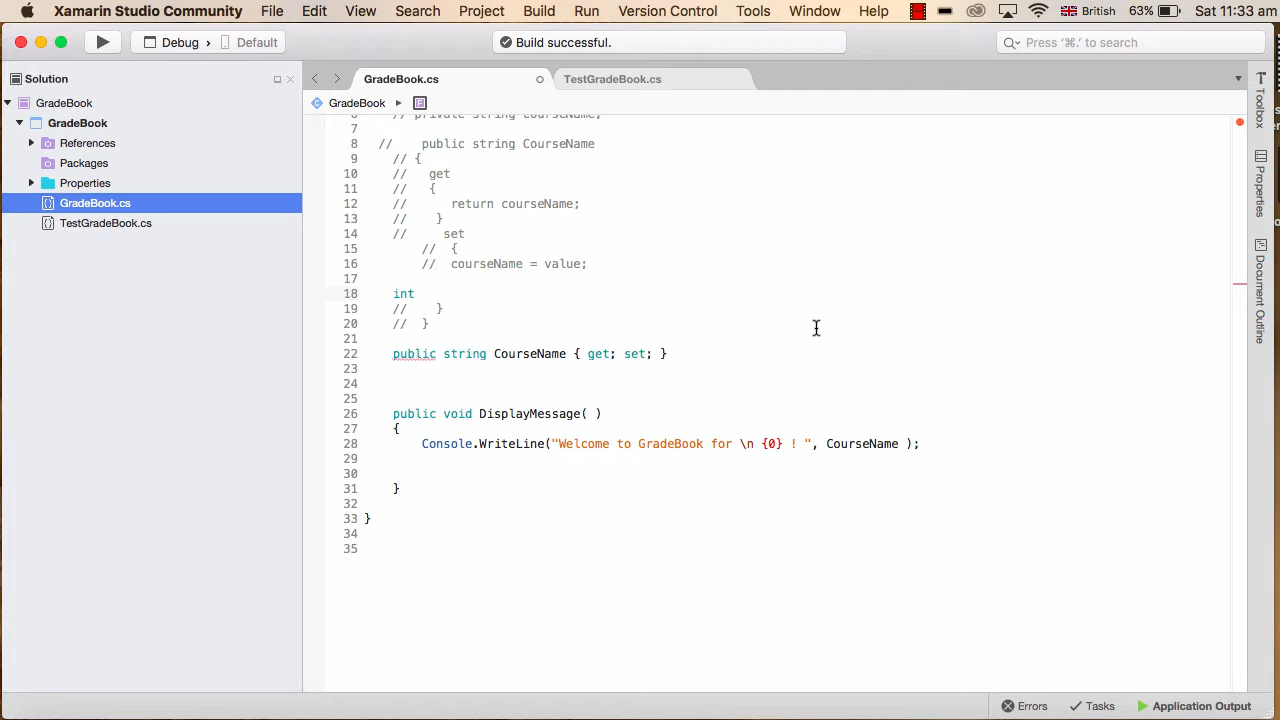 Xamarin Studio Community File Edit View Search Project Build Run Version Control Tools Window Help British 63% Sat 11:33 am
Debug › Default Build successful. Press '⌘.' to search
Solution GradeBook.cs TestGradeBook.cs
GradeBook
GradeBook
References
Packages
Properties
GradeBook.cs
TestGradeBook.cs
GradeBook
6 // private string courseName;
7
8 // public string CourseName
9 // {
10 // get
11 // {
12 // return courseName;
13 // }
14 // set
15 // {
16 // courseName = value;
17
18 int
19 // }
20 // }
21
22 public string CourseName { get; set; }
23
24
25
26 public void DisplayMessage( )
27 {
28 Console.WriteLine("Welcome to GradeBook for \n {0} ! ", CourseName );
29
30
31 }
32
33 }
34
35
Toolbox
Properties
Document Outline
Errors Tasks Application Output